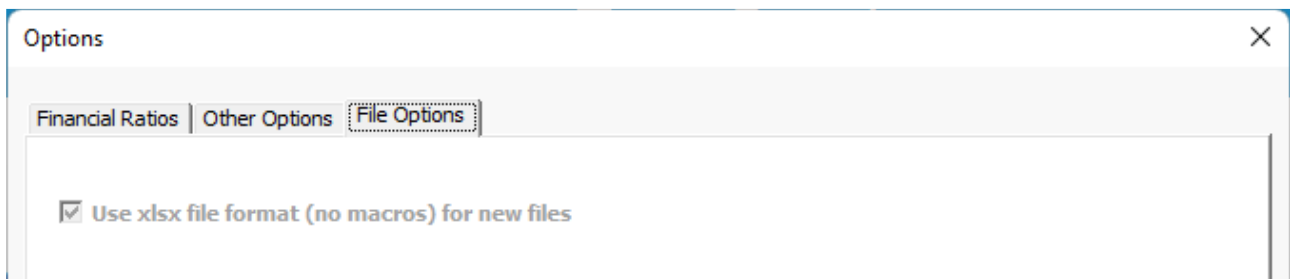 Options
Financial Ratios
Other Options
File Options
Use xlsx file format (no macros) for new files